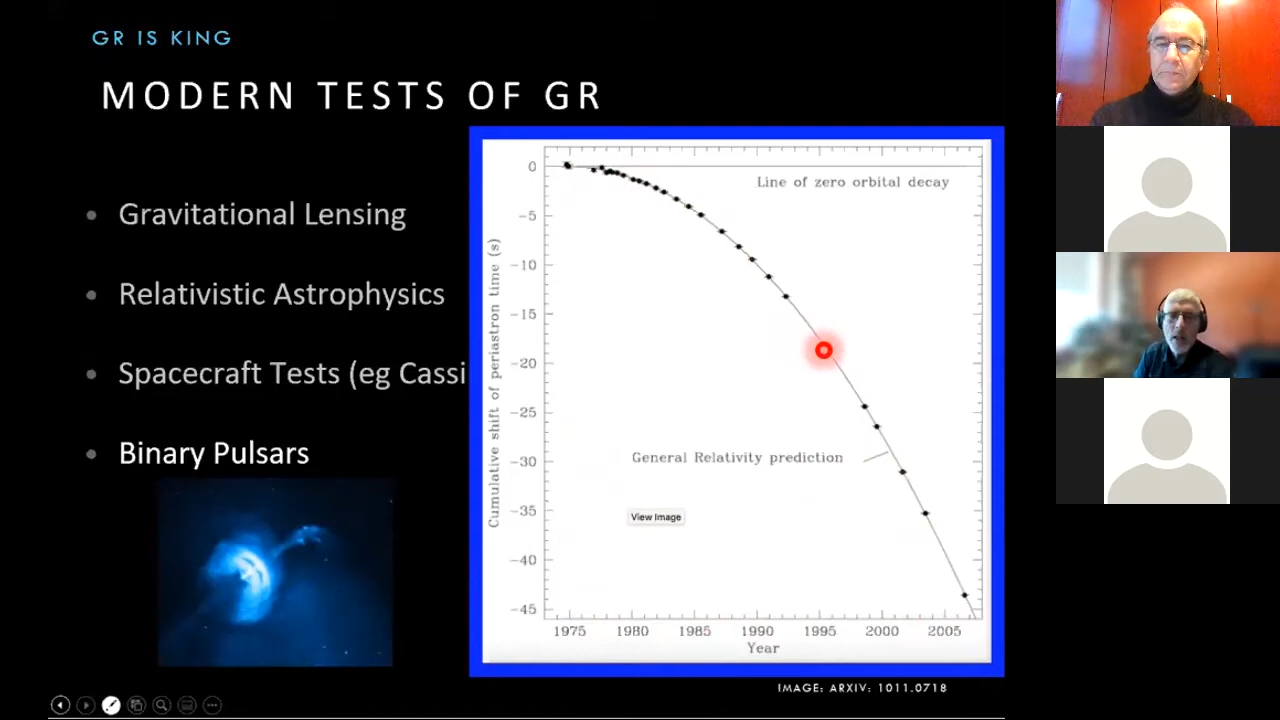 GR IS KING
MODERN TESTS OF GR
Gravitational Lensing
Relativistic Astrophysics
Spacecraft Tests (eg Cassi
Binary Pulsars
Cumulative shift of periastron time (s)
0
-5
-10
-15
-20
-25
-30
-35
-40
-45
Line of zero orbital decay
General Relativity prediction
View Image
1975 1980 1985 1990 1995 2000 2005
Year
IMAGE: ARXIV: 1011.0718